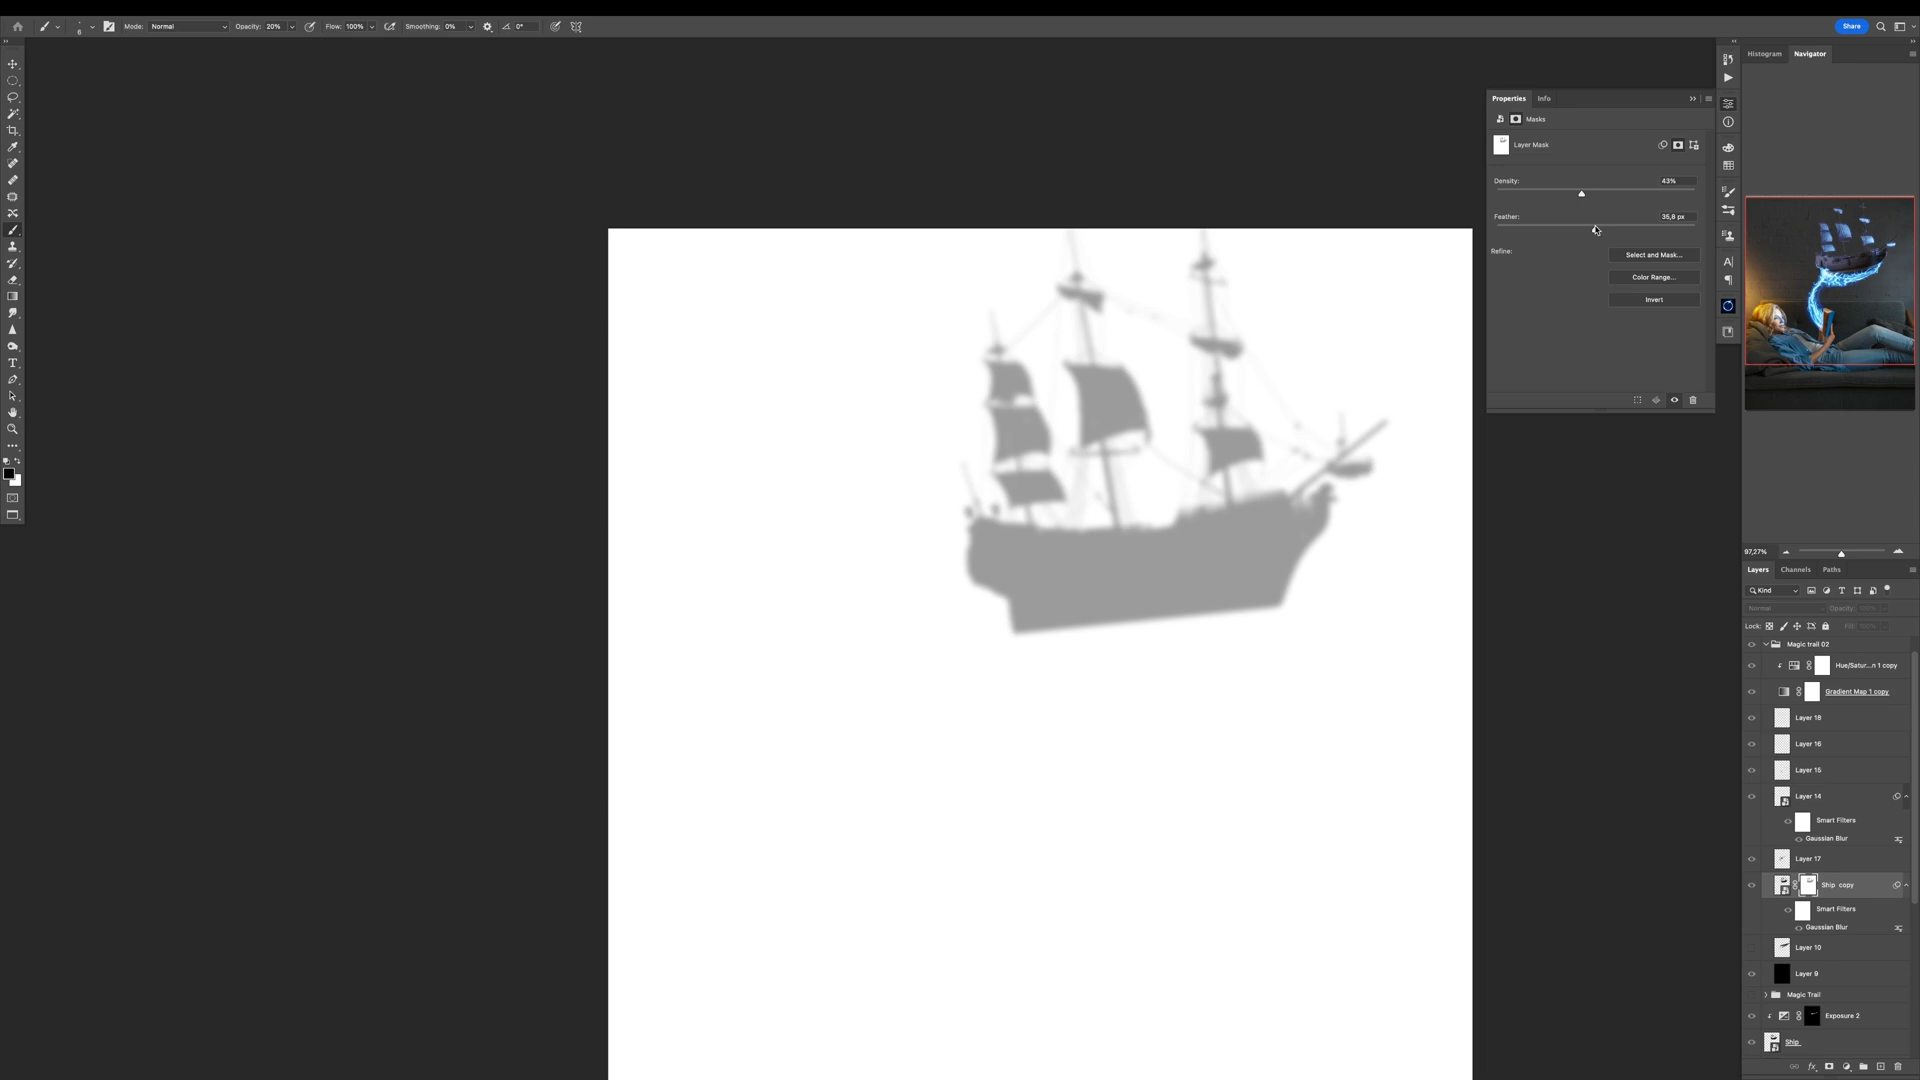 6 Mode: Normal Opacity: 20% Flow: 100% Smoothing: 0% 0° Share
Histogram Navigator
Properties Info
Masks
Layer Mask
Density: 43%
Feather: 35,8 px
Refine: Select and Mask...
Color Range...
Invert
97,27%
Layers Channels Paths
Kind
Normal Opacity: 100%
Lock: Fill: 100%
Magic trail 02
Hue/Satur...n 1 copy
Gradient Map 1 copy
Layer 18
Layer 16
Layer 15
Layer 14
Smart Filters
Gaussian Blur
Layer 17
Ship copy
Smart Filters
Gaussian Blur
Layer 10
Layer 9
Magic Trail
Exposure 2
Ship